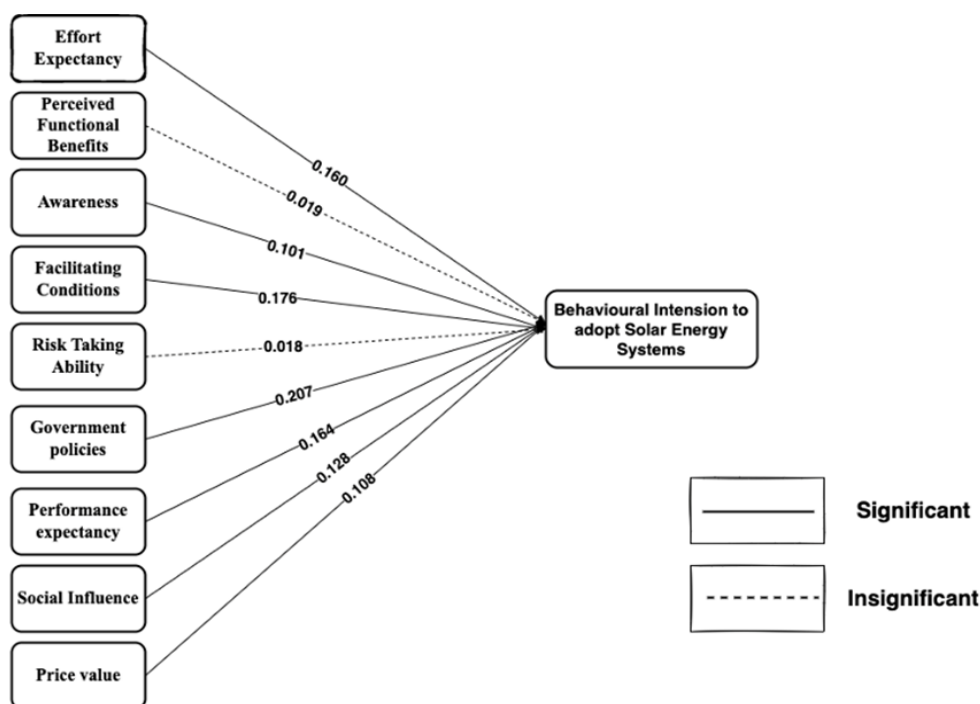 Effort
Expectancy
Perceived
Functional
Benefits
Awareness
Facilitating
Conditions
Risk Taking
Ability
Government
policies
Performance
expectancy
Social Influence
Price value
0.160
0.019
0.101
0.176
0.018
0.207
0.164
0.128
0.108
Behavioural Intension to
adopt Solar Energy
Systems
Significant
Insignificant